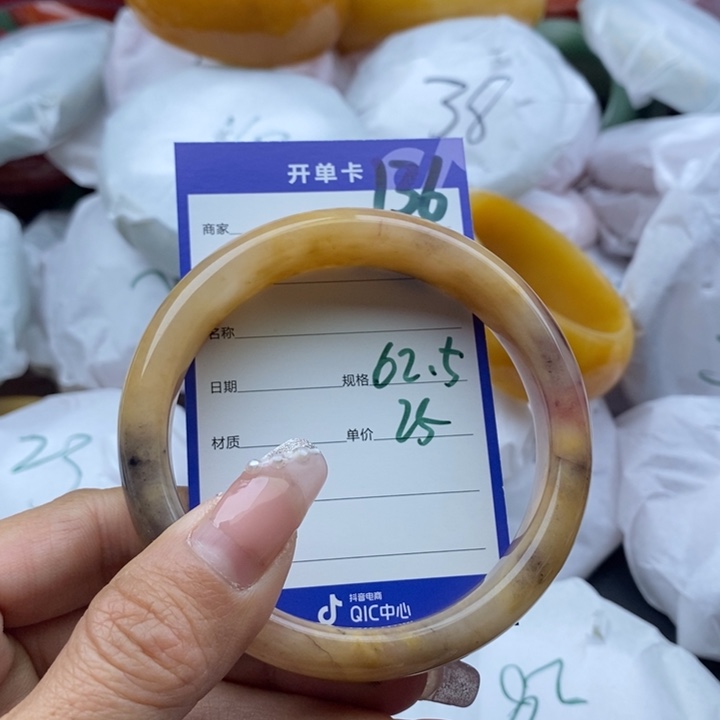 38
开单卡
136
商家
名称
日期 规格 62.5
材质 单价 25
抖音电商
QIC中心